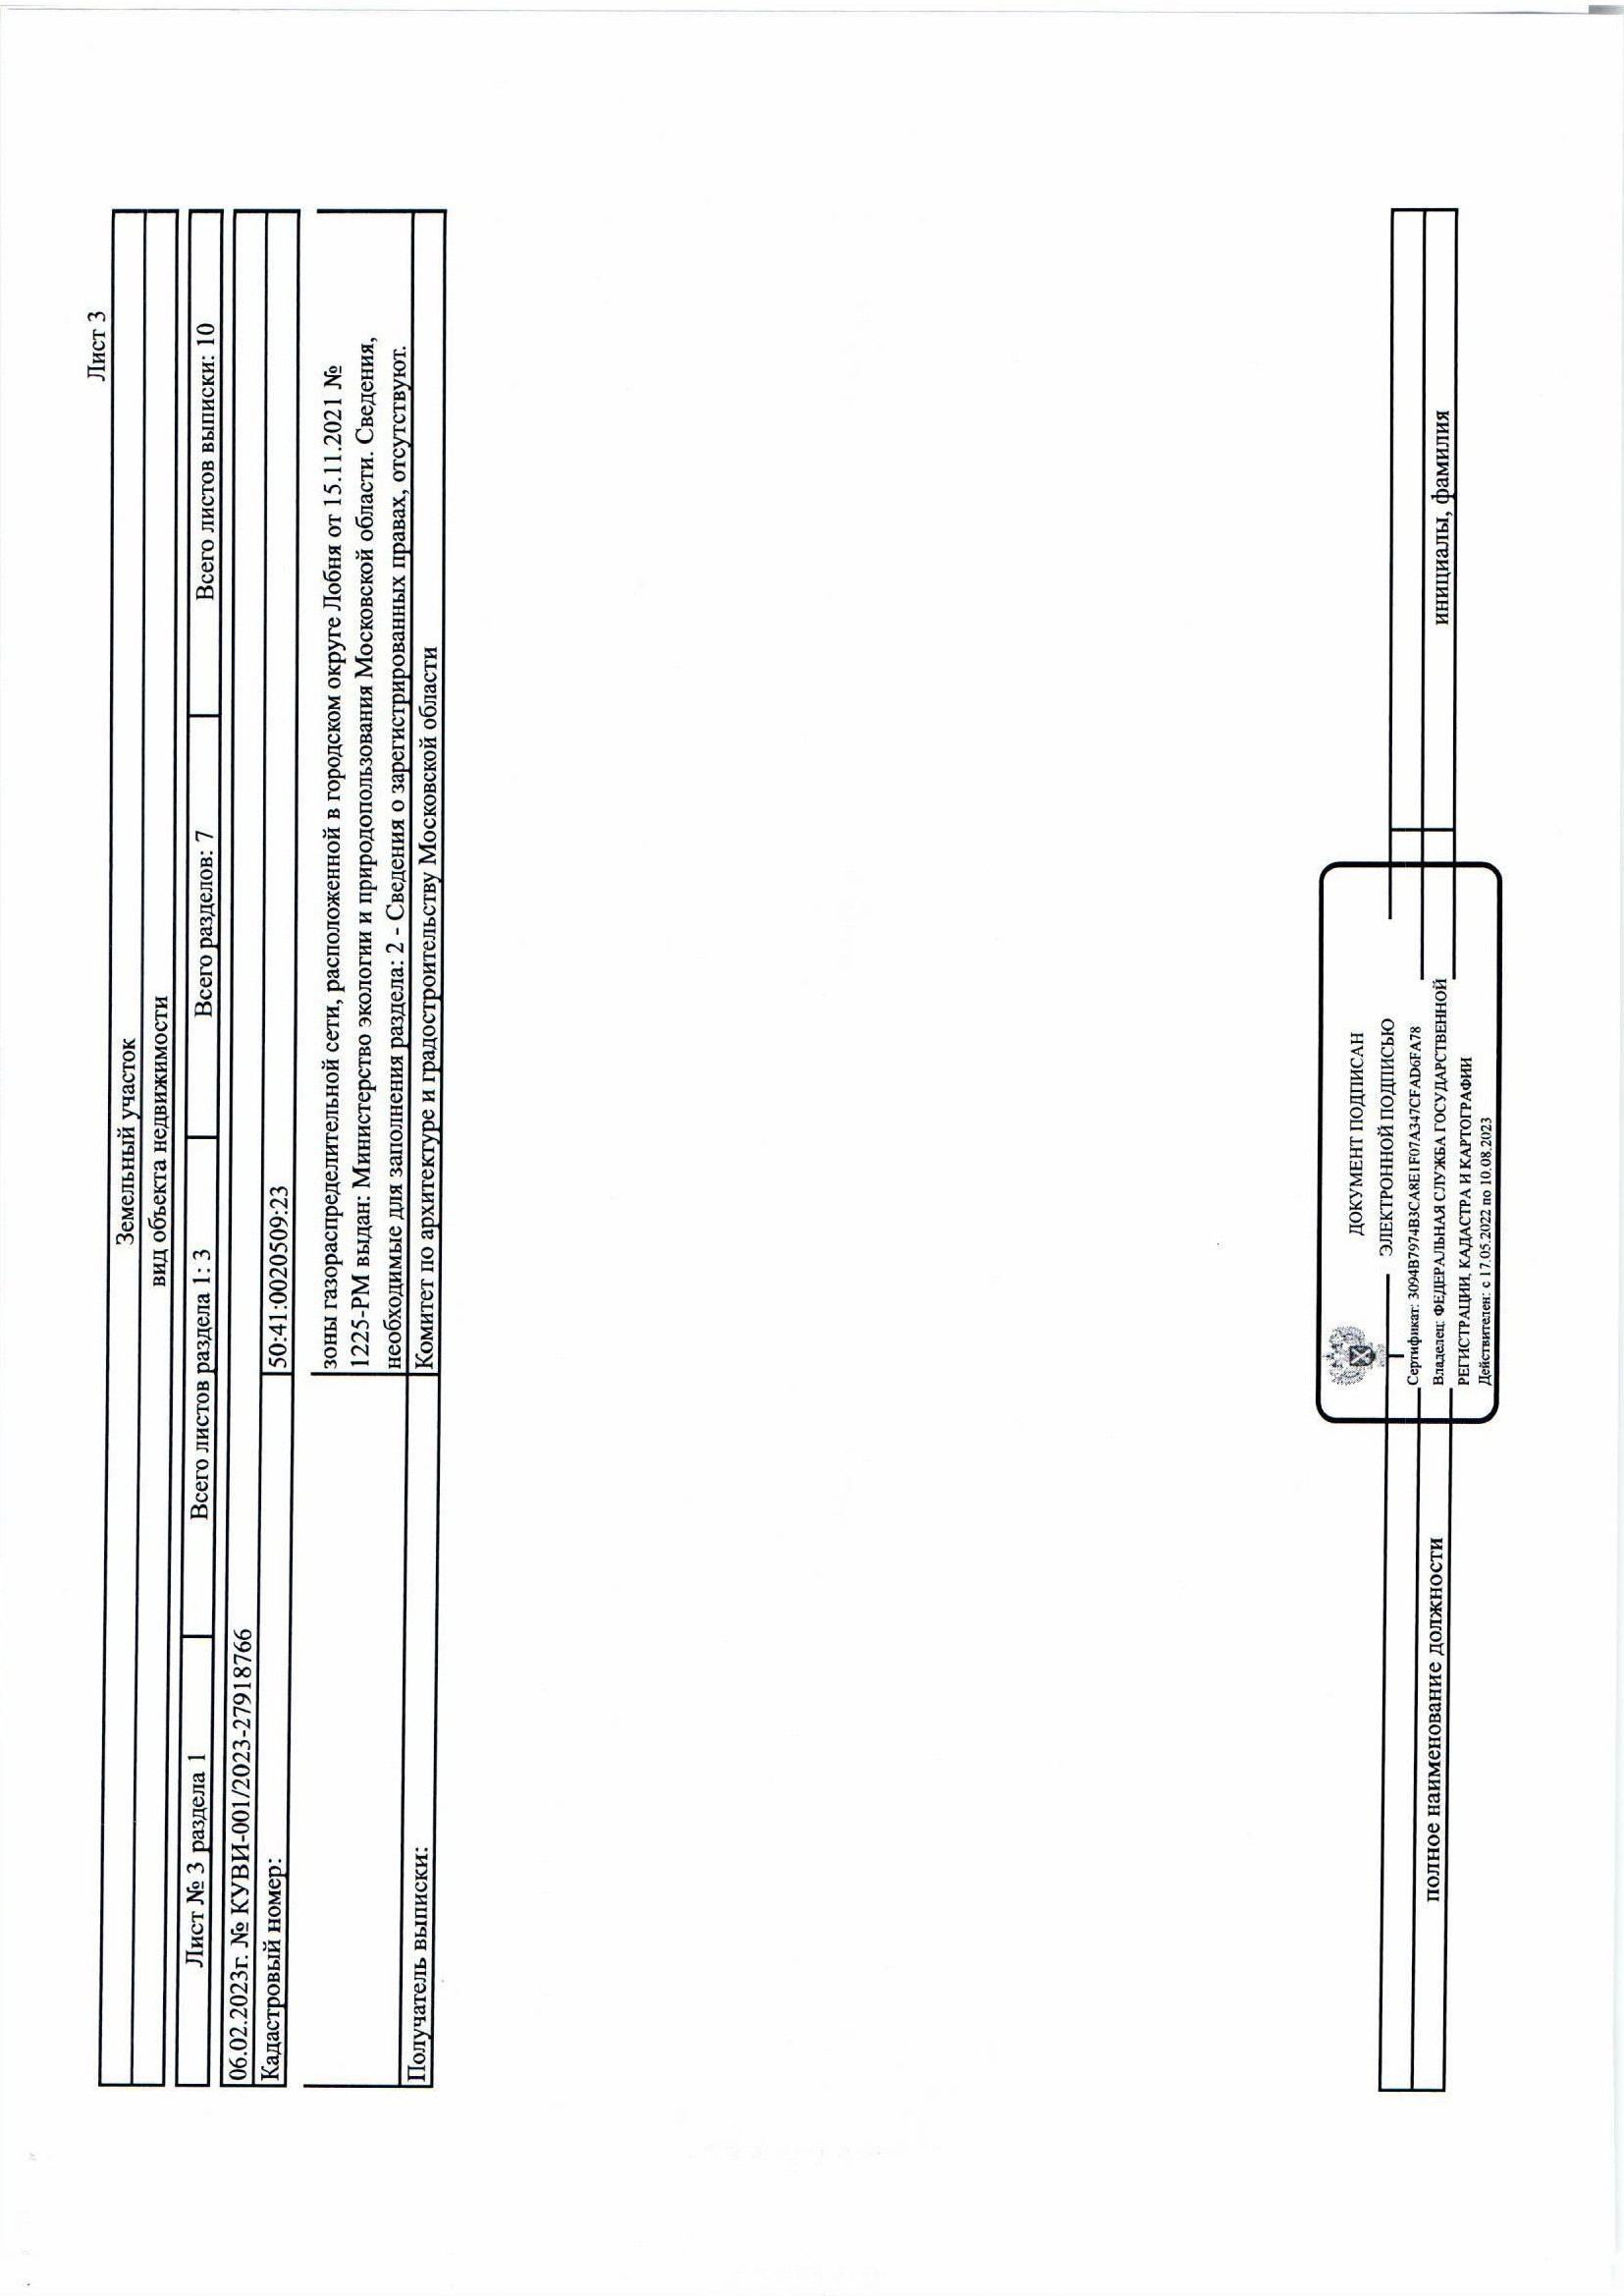 Лист 3
Земельный участок
вид объекта недвижимости
Лист № 3 раздела 1 Всего листов раздела 1: 3 Всего разделов: 7 Всего листов выписки: 10
06.02.2023г. № КУВИ-001/2023-27918766
Кадастровый номер: 50:41:0020509:23
зоны газораспределительной сети, расположенной в городском округе Лобня от 15.11.2021 №
1225-РМ выдан: Министерство экологии и природопользования Московской области. Сведения,
необходимые для заполнения раздела: 2 - Сведения о зарегистрированных правах, отсутствуют.
Получатель выписки: Комитет по архитектуре и градостроительству Московской области
ДОКУМЕНТ ПОДПИСАН
ЭЛЕКТРОННОЙ ПОДПИСЬЮ
Сертификат: 3094B7974B3CA8E1F07A347CFAD6FA78
Владелец: ФЕДЕРАЛЬНАЯ СЛУЖБА ГОСУДАРСТВЕННОЙ
РЕГИСТРАЦИИ, КАДАСТРА И КАРТОГРАФИИ
Действителен: с 17.05.2022 по 10.08.2023
полное наименование должности инициалы, фамилия